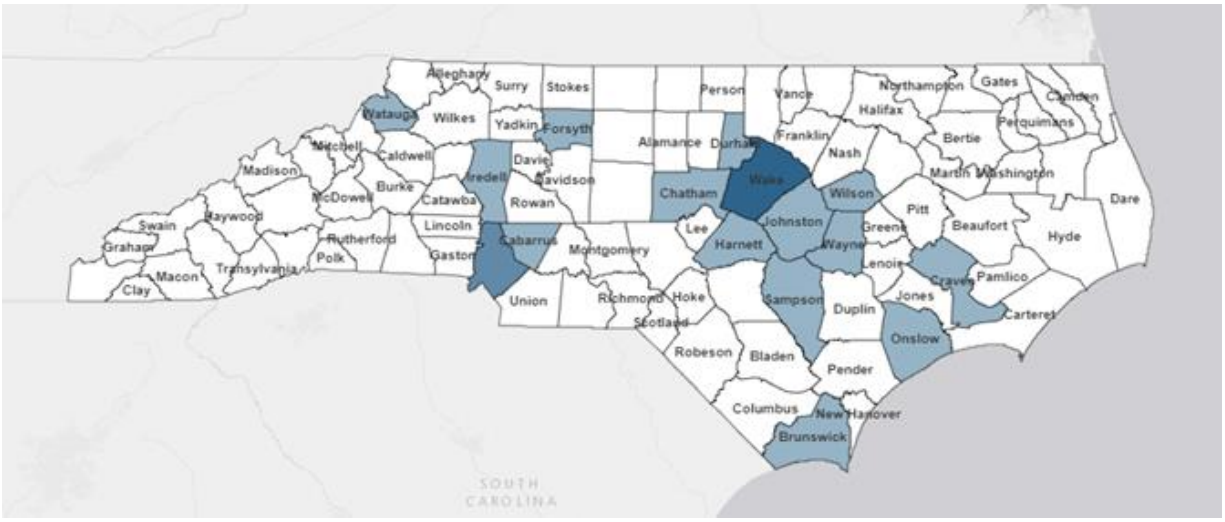 Alleghany
Surry
Stokes
Person
Vance
Northampton
Gates
Camden
Watauga
Wilkes
Yadkin
Forsyth
Halifax
Perquimans
Mitchell
Caldwell
Davie
Alamance
Durham
Franklin
Nash
Bertie
Madison
Iredell
Davidson
Martin
Washington
McDowell
Burke
Catawba
Rowan
Chatham
Wake
Wilson
Dare
Swain
Haywood
Lincoln
Lee
Johnston
Greene
Pitt
Beaufort
Hyde
Graham
Rutherford
Polk
Gaston
Cabarrus
Montgomery
Harnett
Wayne
Macon
Transylvania
Lenoir
Craven
Pamlico
Clay
Union
Richmond
Hoke
Sampson
Duplin
Jones
Carteret
Scotland
Robeson
Bladen
Onslow
Pender
Columbus
New Hanover
Brunswick
SOUTH
CAROLINA